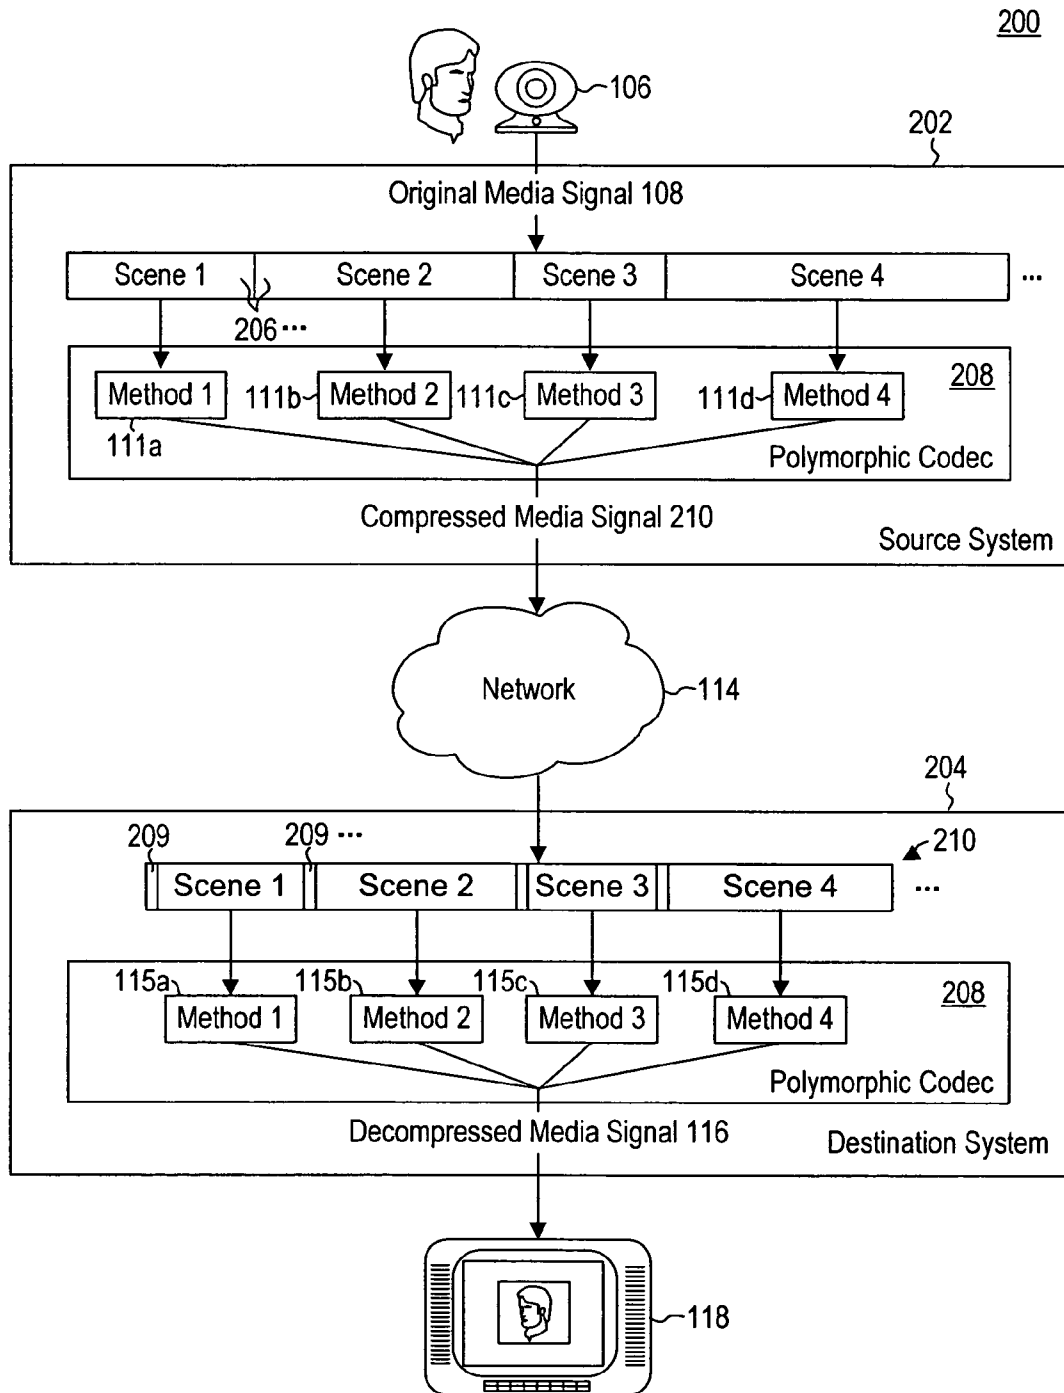 200
106
202
Original Media Signal 108
Scene 1 Scene 2 Scene 3 Scene 4 ...
206 ...
208
Method 1 111b Method 2 111c Method 3 111d Method 4
111a
Polymorphic Codec
Compressed Media Signal 210
Source System
Network
114
204
209 209 ...
210
Scene 1 Scene 2 Scene 3 Scene 4 ...
115a 115b 115c 115d
208
Method 1 Method 2 Method 3 Method 4
Polymorphic Codec
Decompressed Media Signal 116
Destination System
118